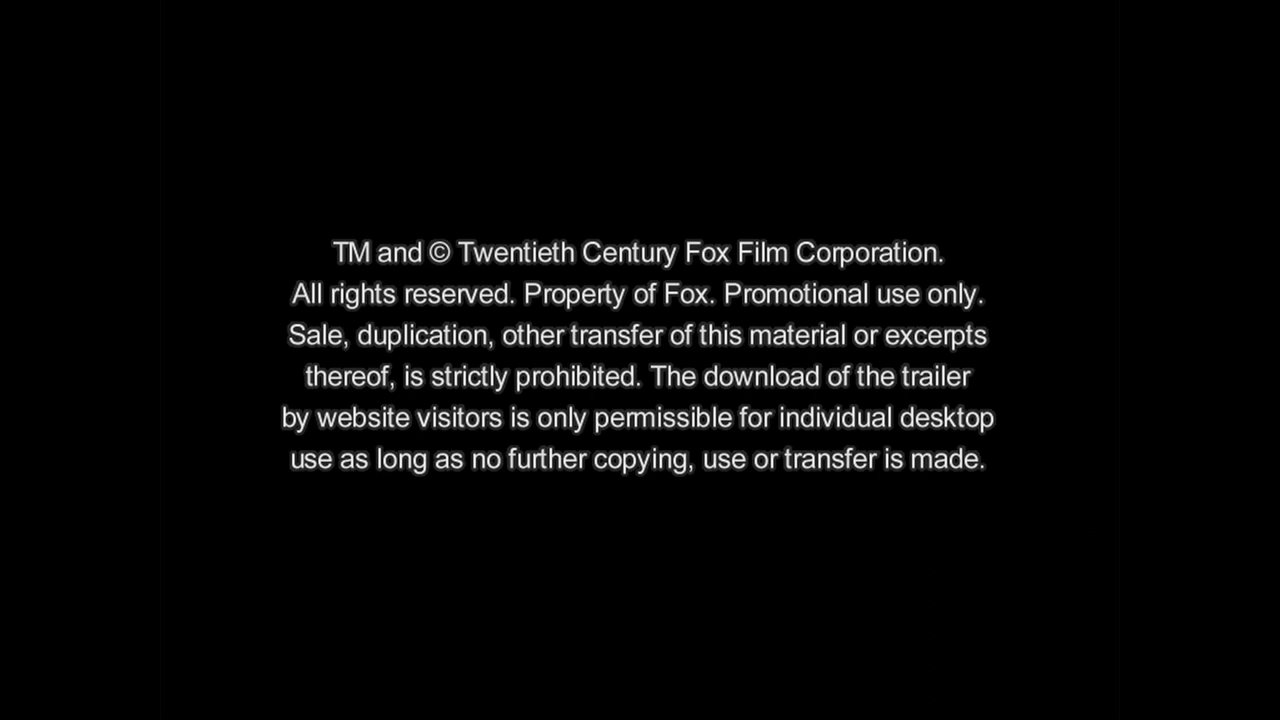 TM and © Twentieth Century Fox Film Corporation.
All rights reserved. Property of Fox. Promotional use only.
Sale, duplication, other transfer of this material or excerpts
thereof, is strictly prohibited. The download of the trailer
by website visitors is only permissible for individual desktop
use as long as no further copying, use or transfer is made.